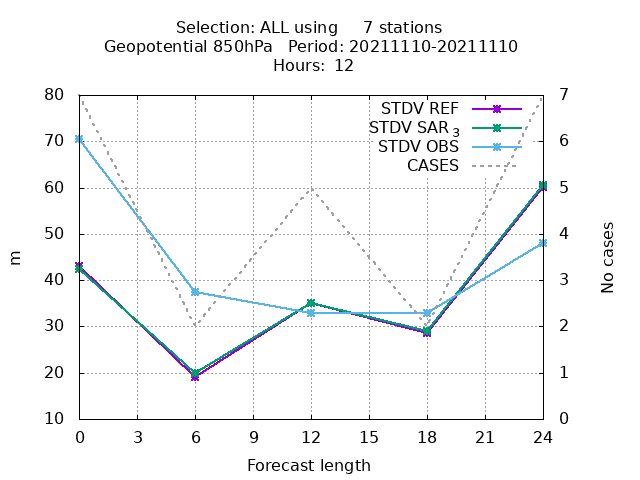 Selection: ALL using     7 stations
Geopotential 850hPa   Period: 20211110-20211110
Hours: 12
80 7
STDV REF
STDV SAR 3
70 6
STDV OBS
CASES
60 5
50 4
m
No cases
40 3
30 2
20 1
10 0
0 3 6 9 12 15 18 21 24
Forecast length